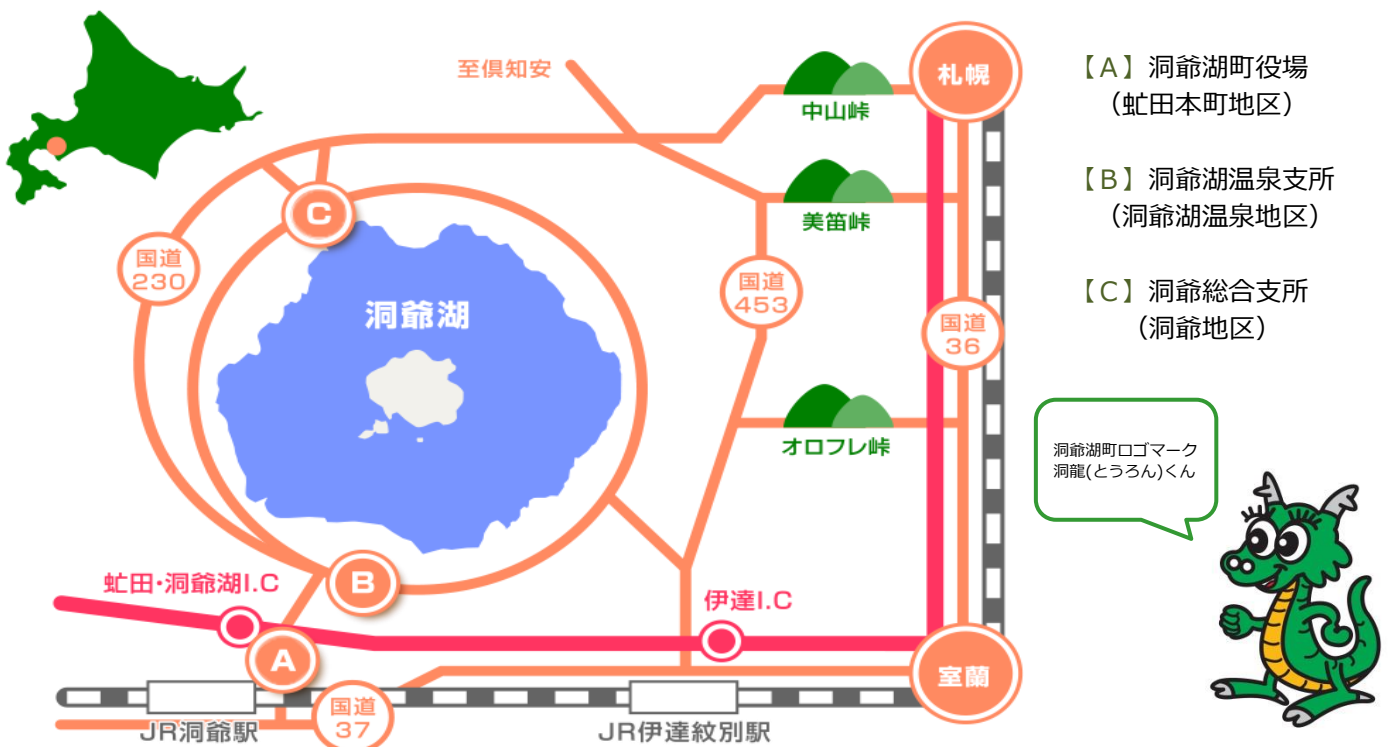 至倶知安
札幌
中山峠
美笛峠
C
国道
230
国道
453
洞爺湖
国道
36
オロフレ峠
B
虻田・洞爺湖I.C
伊達I.C
A
室蘭
国道
37
JR洞爺駅
JR伊達紋別駅
【A】洞爺湖町役場
（虻田本町地区）
【B】洞爺湖温泉支所
（洞爺湖温泉地区）
【C】洞爺総合支所
（洞爺地区）
洞爺湖町ロゴマーク
洞龍(とうろん)くん